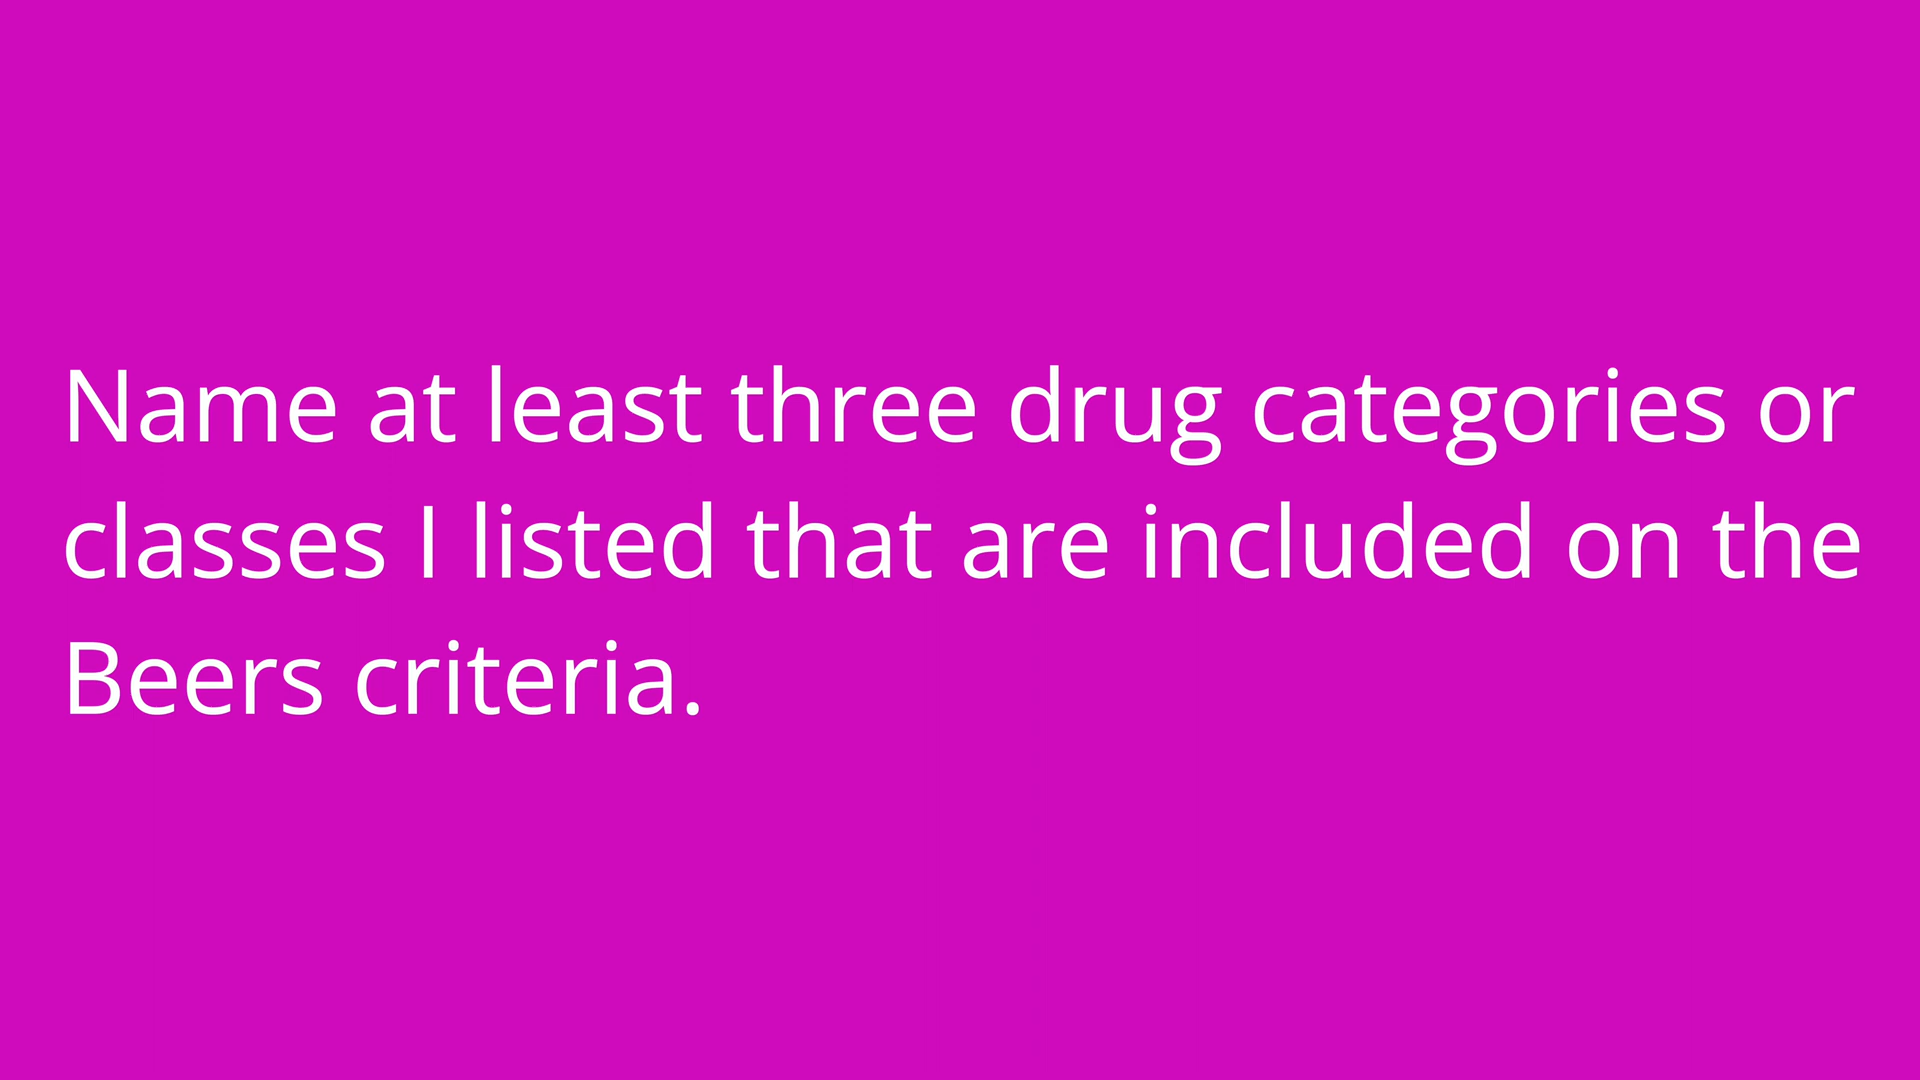 Name at least three drug categories or
classes I listed that are included on the
Beers criteria.